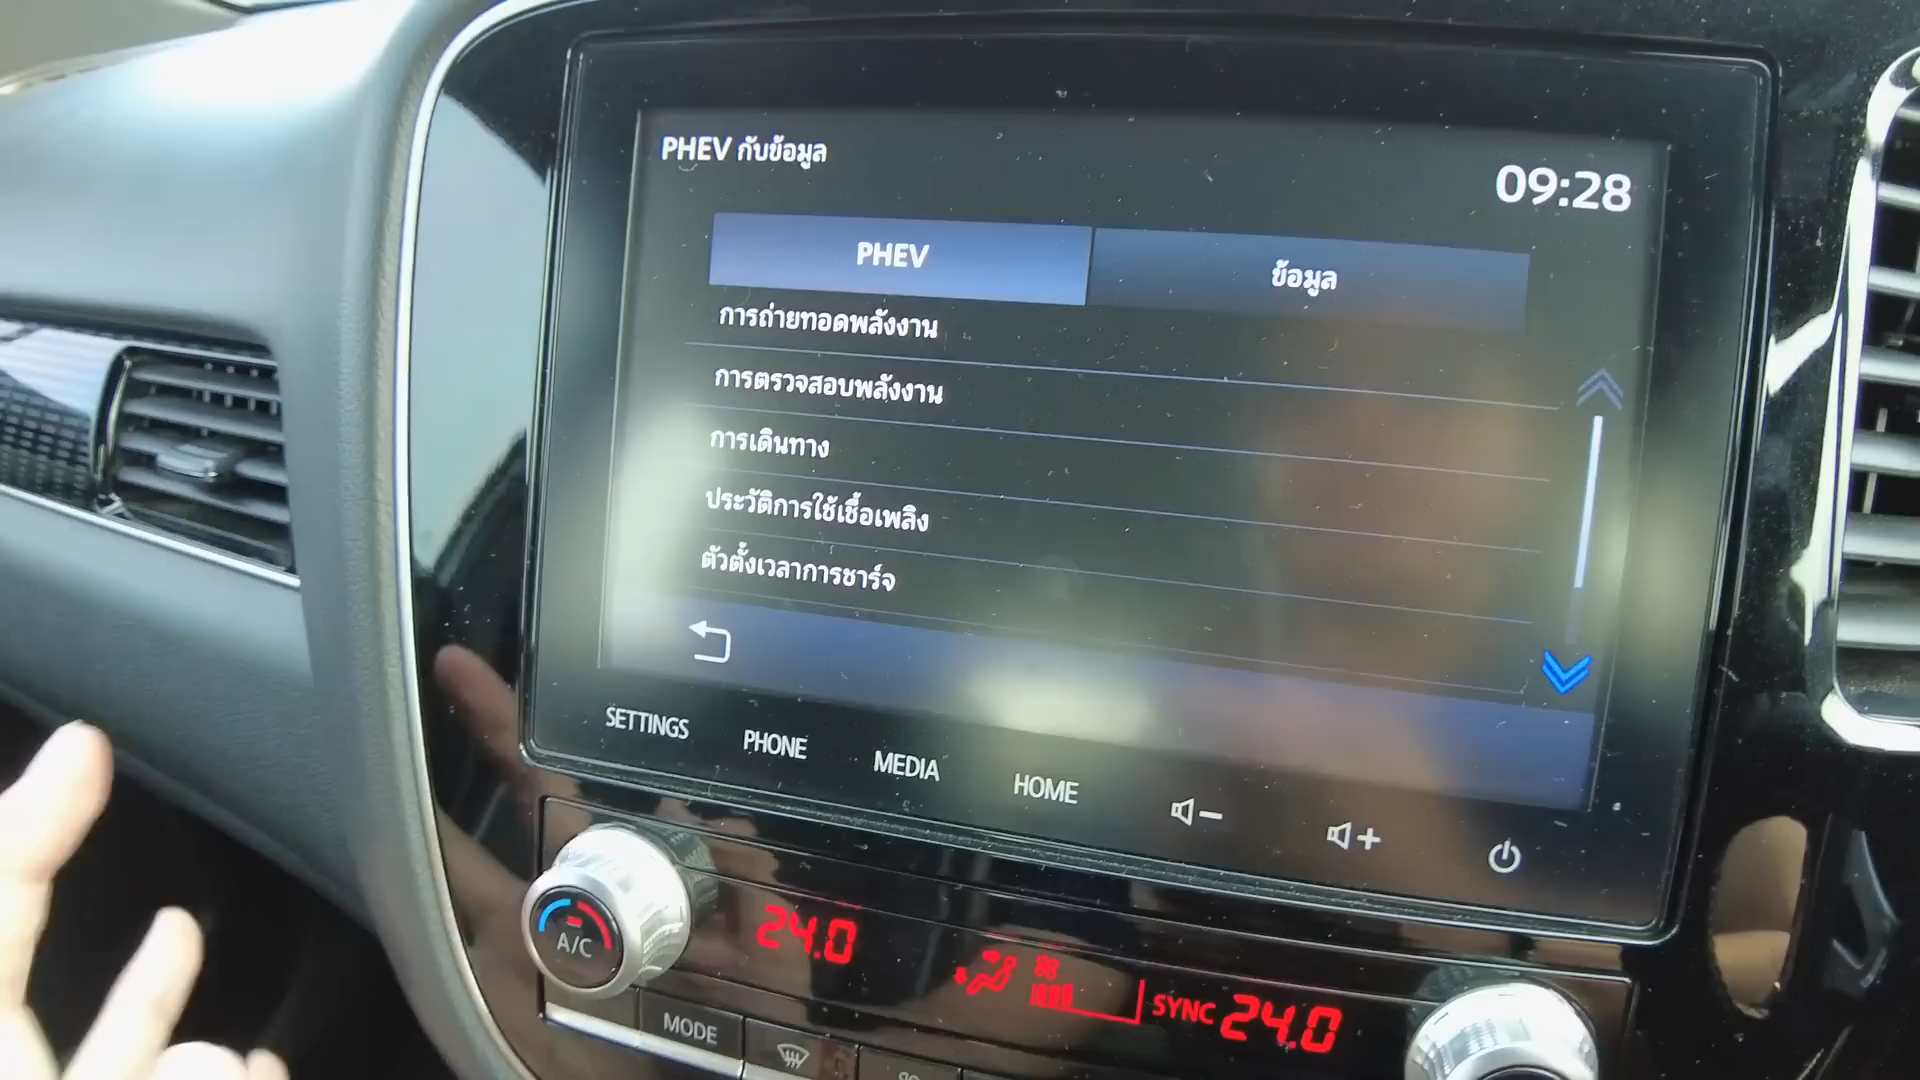 PHEV กับข้อมูล
09:28
PHEV
ข้อมูล
การถ่ายทอดพลังงาน
การตรวจสอบพลังงาน
การเดินทาง
ประวัติการใช้เชื้อเพลิง
ตัวตั้งเวลาการชาร์จ
SETTINGS
PHONE
MEDIA
HOME
A/C
24.0
SYNC 24.0
MODE